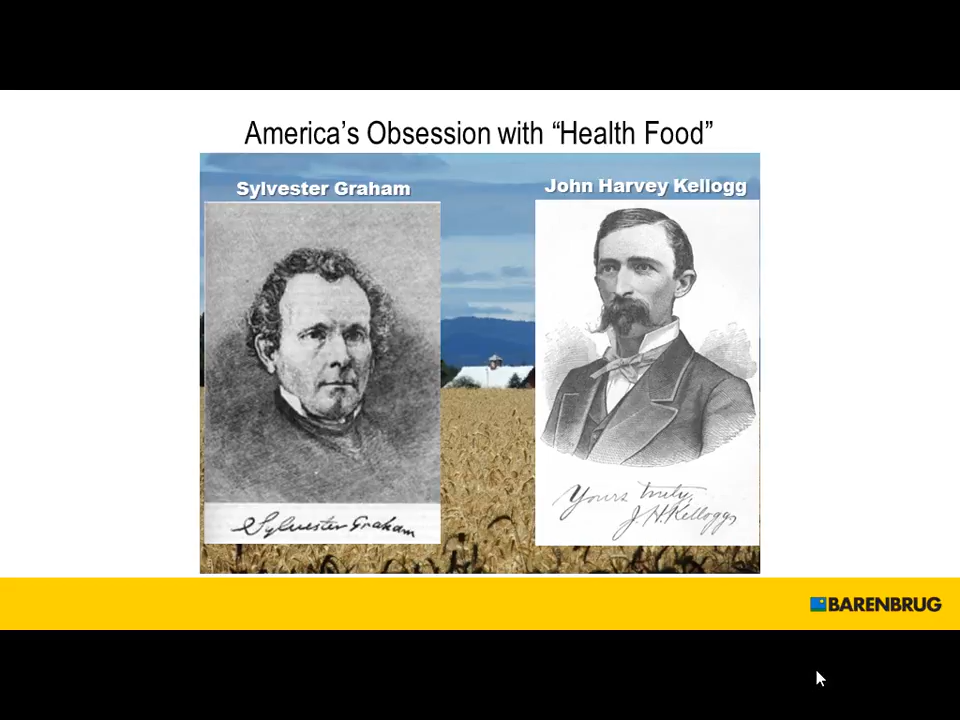 America’s Obsession with “Health Food”
Sylvester Graham
John Harvey Kellogg
Sylvester Graham
Yours truly,
J.H.Kellogg
BARENBRUG